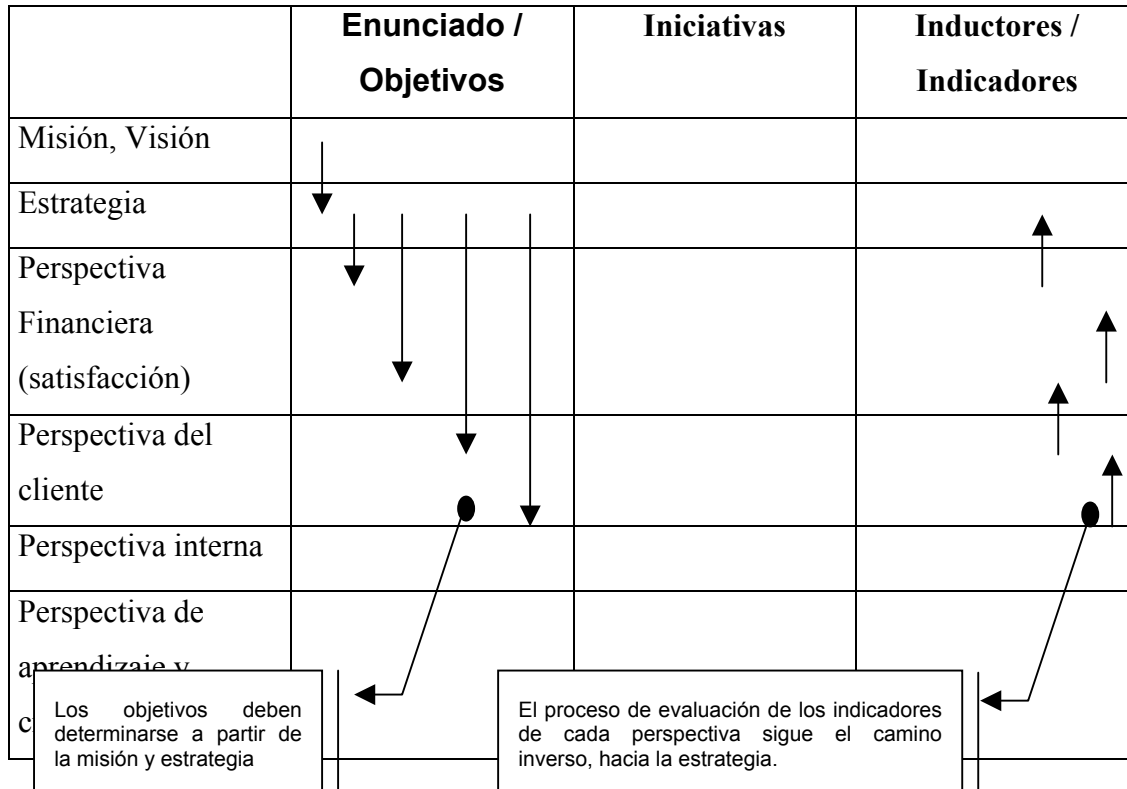 Enunciado /
Objetivos
Iniciativas
Inductores /
Indicadores
Misión, Visión
Estrategia
Perspectiva
Financiera
(satisfacción)
Perspectiva del
cliente
Perspectiva interna
Perspectiva de
aprendizaje y
Los objetivos deben
determinarse a partir de
la misión y estrategia
El proceso de evaluación de los indicadores
de cada perspectiva sigue el camino
inverso, hacia la estrategia.